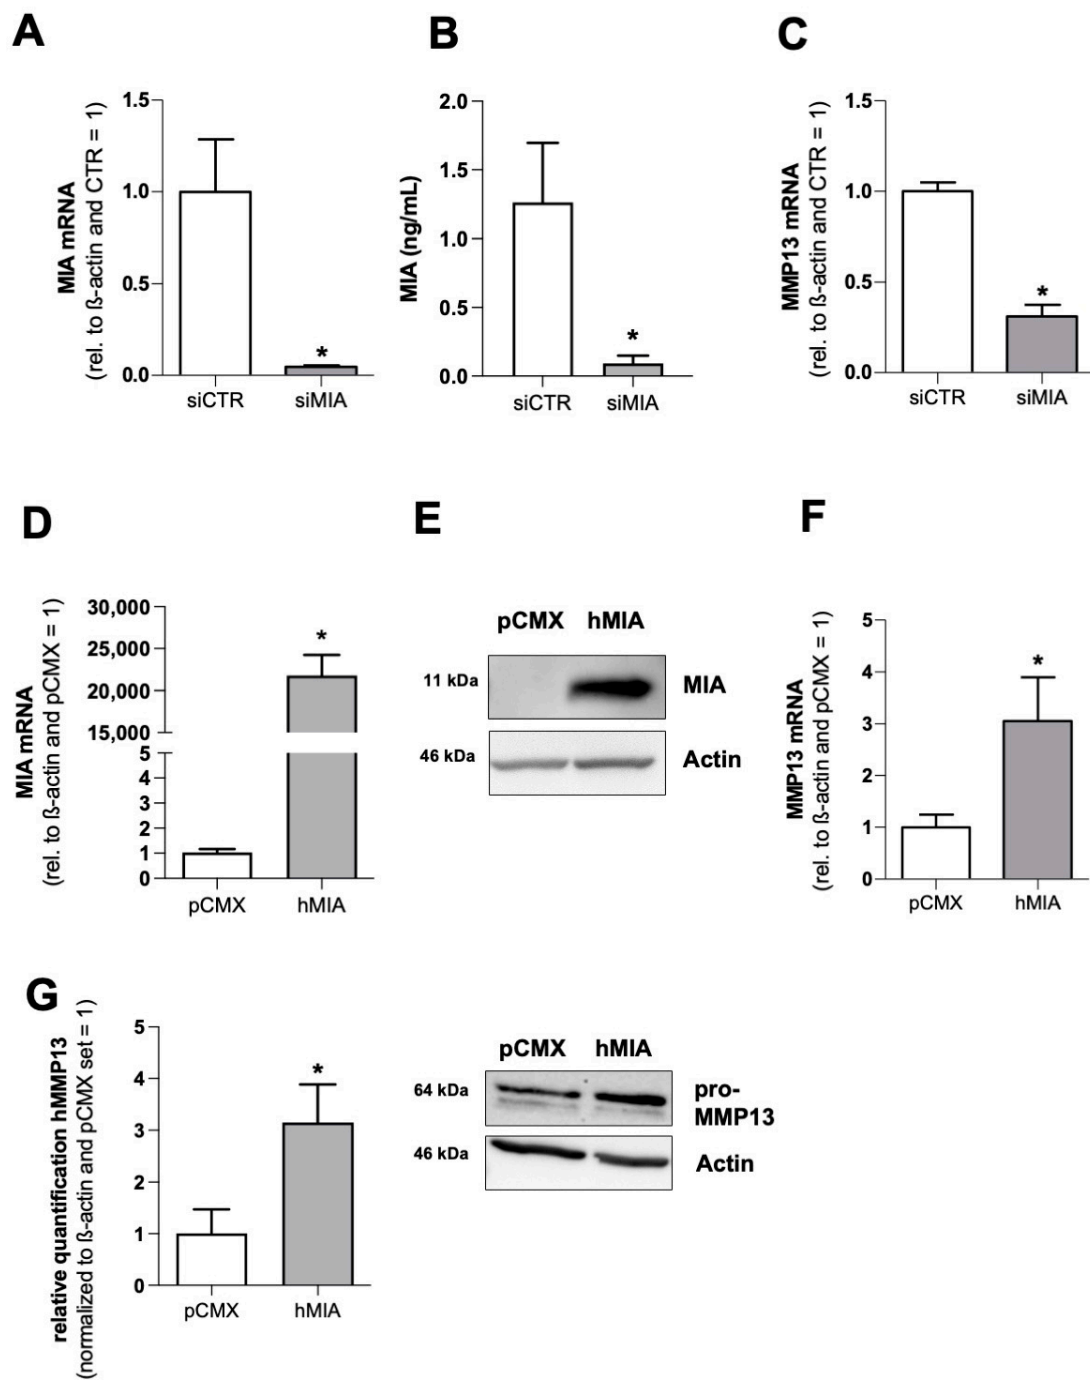 A
MIA mRNA
(rel. to ß-actin and CTR = 1)
1.5
1.0
0.5
0.0
*
siCTR
siMIA
B
MIA (ng/mL)
2.0
1.5
1.0
0.5
0.0
*
siCTR
siMIA
C
MMP13 mRNA
(rel. to ß-actin and CTR = 1)
1.5
1.0
0.5
0.0
*
siCTR
siMIA
D
MIA mRNA
(rel. to ß-actin and pCMX = 1)
30,000
25,000
20,000
15,000
5
4
3
2
1
0
*
pCMX
hMIA
E
pCMX hMIA
11 kDa
MIA
46 kDa
Actin
F
MMP13 mRNA
(rel. to ß-actin and pCMX = 1)
5
4
3
2
1
0
*
pCMX
hMIA
G
relative quantification hMMP13
(normalized to ß-actin and pCMX set = 1)
5
4
3
2
1
0
*
pCMX
hMIA
pCMX hMIA
64 kDa
pro-
MMP13
46 kDa
Actin